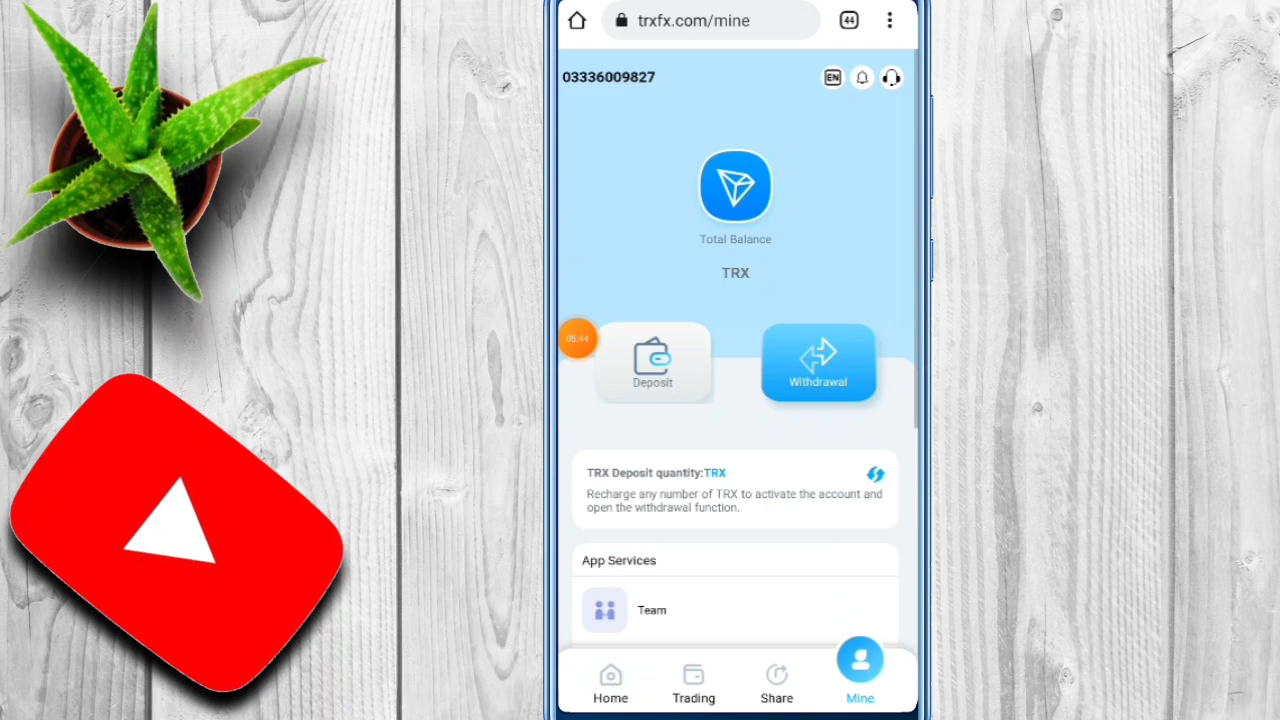 trxfx.com/mine
44
03336009827
EN
Total Balance
TRX
05:44
Deposit
Withdrawal
TRX Deposit quantity:TRX
Recharge any number of TRX to activate the account and
open the withdrawal function.
App Services
Team
Home
Trading
Share
Mine